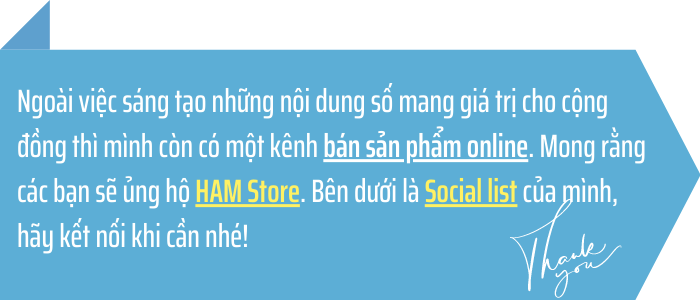 Ngoài việc sáng tạo những nội dung số mang giá trị cho cộng
đồng thì mình còn có một kênh bán sản phẩm online. Mong rằng
các bạn sẽ ủng hộ HAM Store. Bên dưới là Social list của mình,
hãy kết nối khi cần nhé!
Thank
you